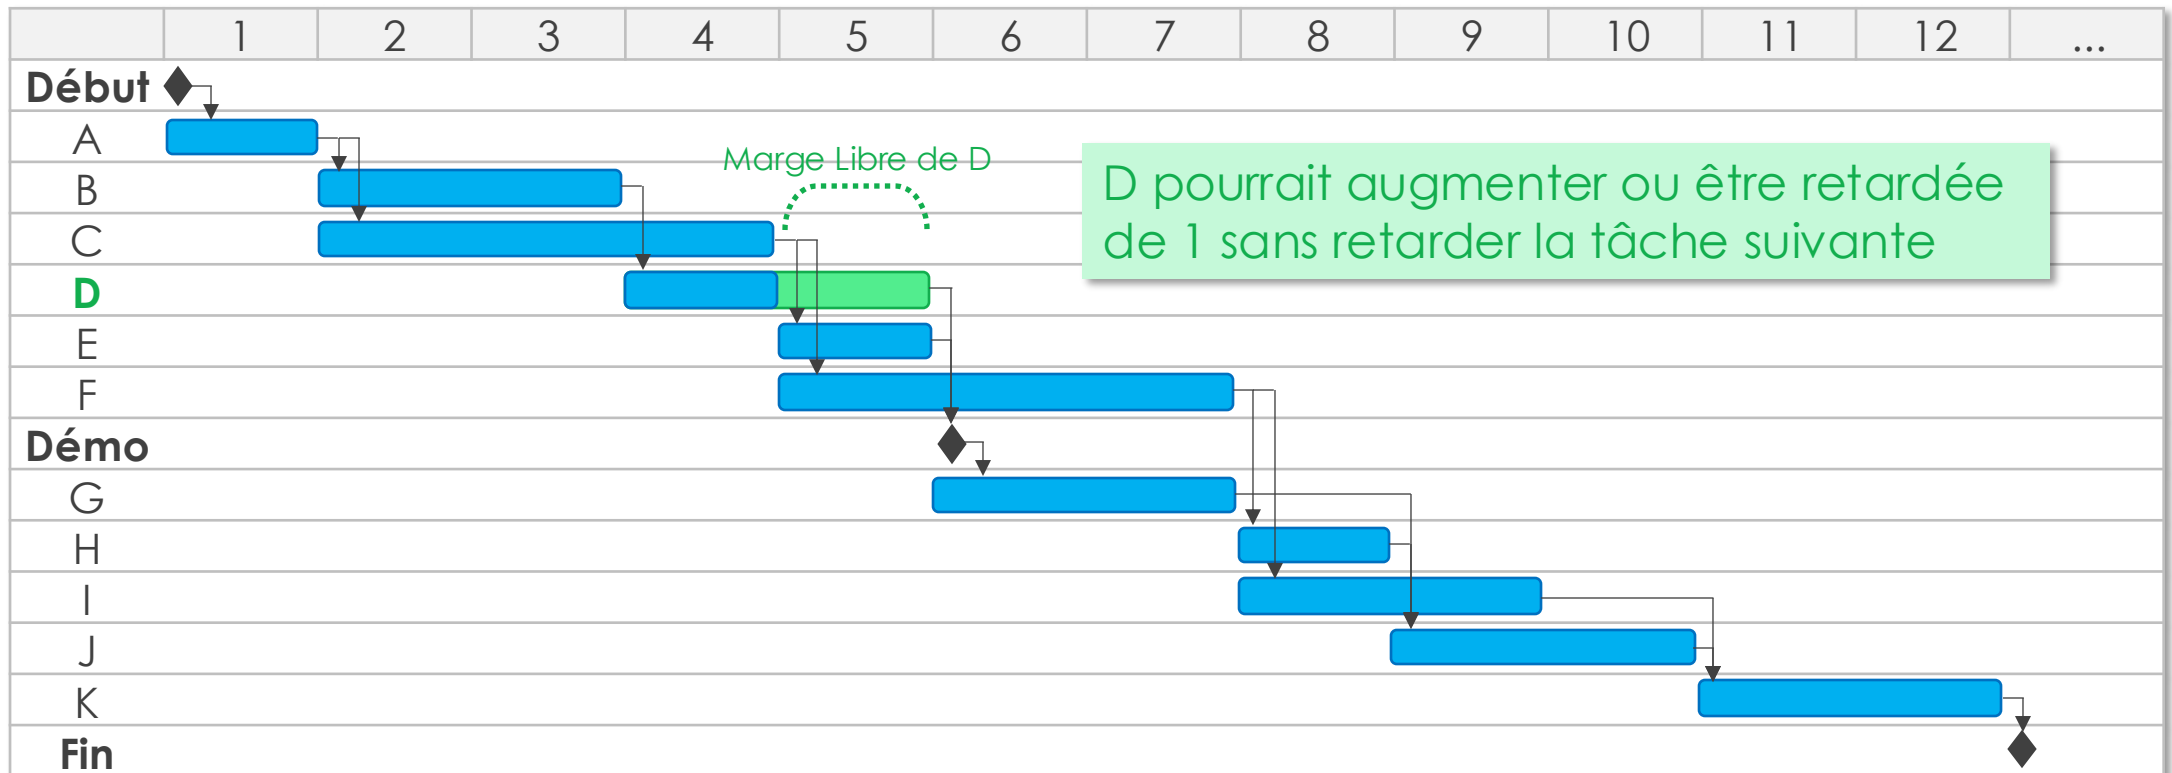 1 2 3 4 5 6 7 8 9 10 11 12 ...
Début
A
Marge Libre de D
D pourrait augmenter ou être retardée
de 1 sans retarder la tâche suivante
B
C
D
E
F
Démo
G
H
I
J
K
Fin